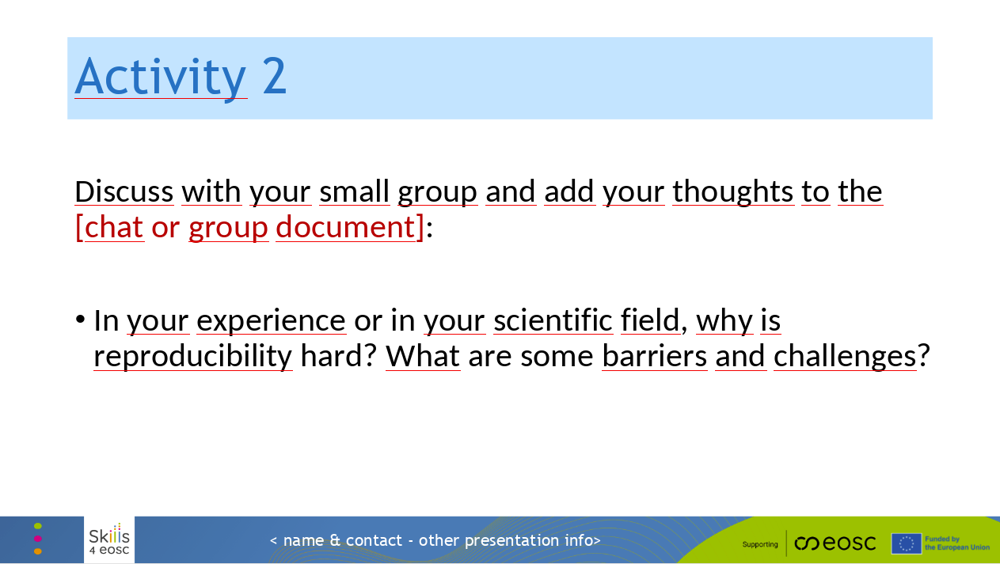 Activity 2
Discuss with your small group and add your thoughts to the
[chat or group document]:
• In your experience or in your scientific field, why is
reproducibility hard? What are some barriers and challenges?
Skills
4 eosc
< name & contact - other presentation info>
Supporting
eosc
Funded by
the European Union